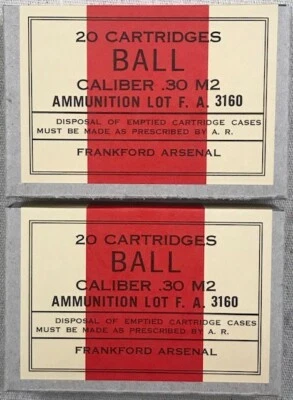 20 CARTRIDGES
BALL
CALIBER .30 M2
AMMUNITION LOT F. A. 3160
DISPOSAL OF EMPTIED CARTRIDGE CASES
MUST BE MADE AS PRESCRIBED BY A. R.
FRANKFORD ARSENAL
20 CARTRIDGES
BALL
CALIBER .30 M2
AMMUNITION LOT F. A. 3160
DISPOSAL OF EMPTIED CARTRIDGE CASES
MUST BE MADE AS PRESCRIBED BY A. R.
FRANKFORD ARSENAL